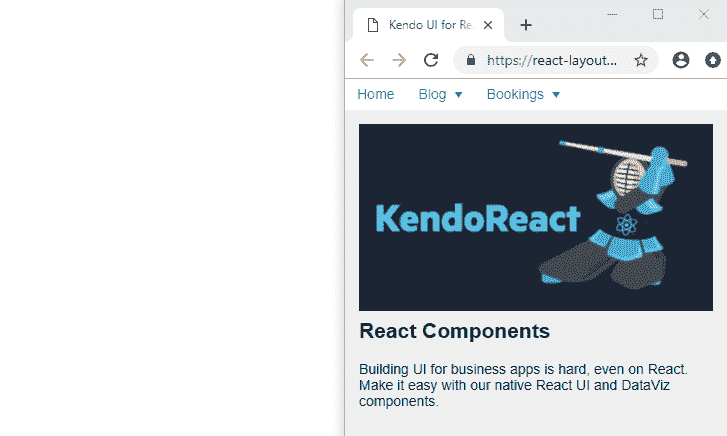 Kendo UI for Re
https://react-layout...
Home Blog Bookings
KendoReact
React Components
Building UI for business apps is hard, even on React.
Make it easy with our native React UI and DataViz
components.